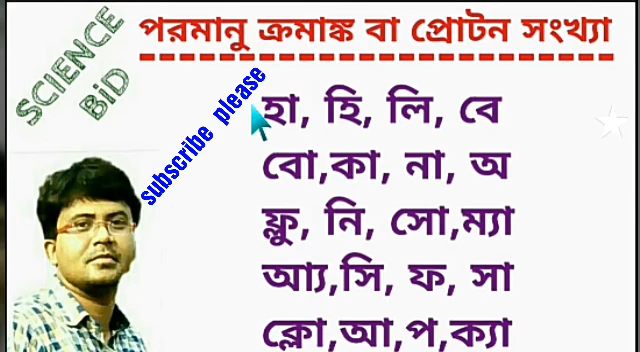 পরমানু ক্রমাঙ্ক বা প্রোটন সংখ্যা
SCIENCE
BiD
subscribe please
হা, হি, লি, বে
বো,কা, না, অ
ফ্লু, নি, সো,ম্যা
আ্য,সি, ফ, সা
ক্লো,আ,প,ক্যা